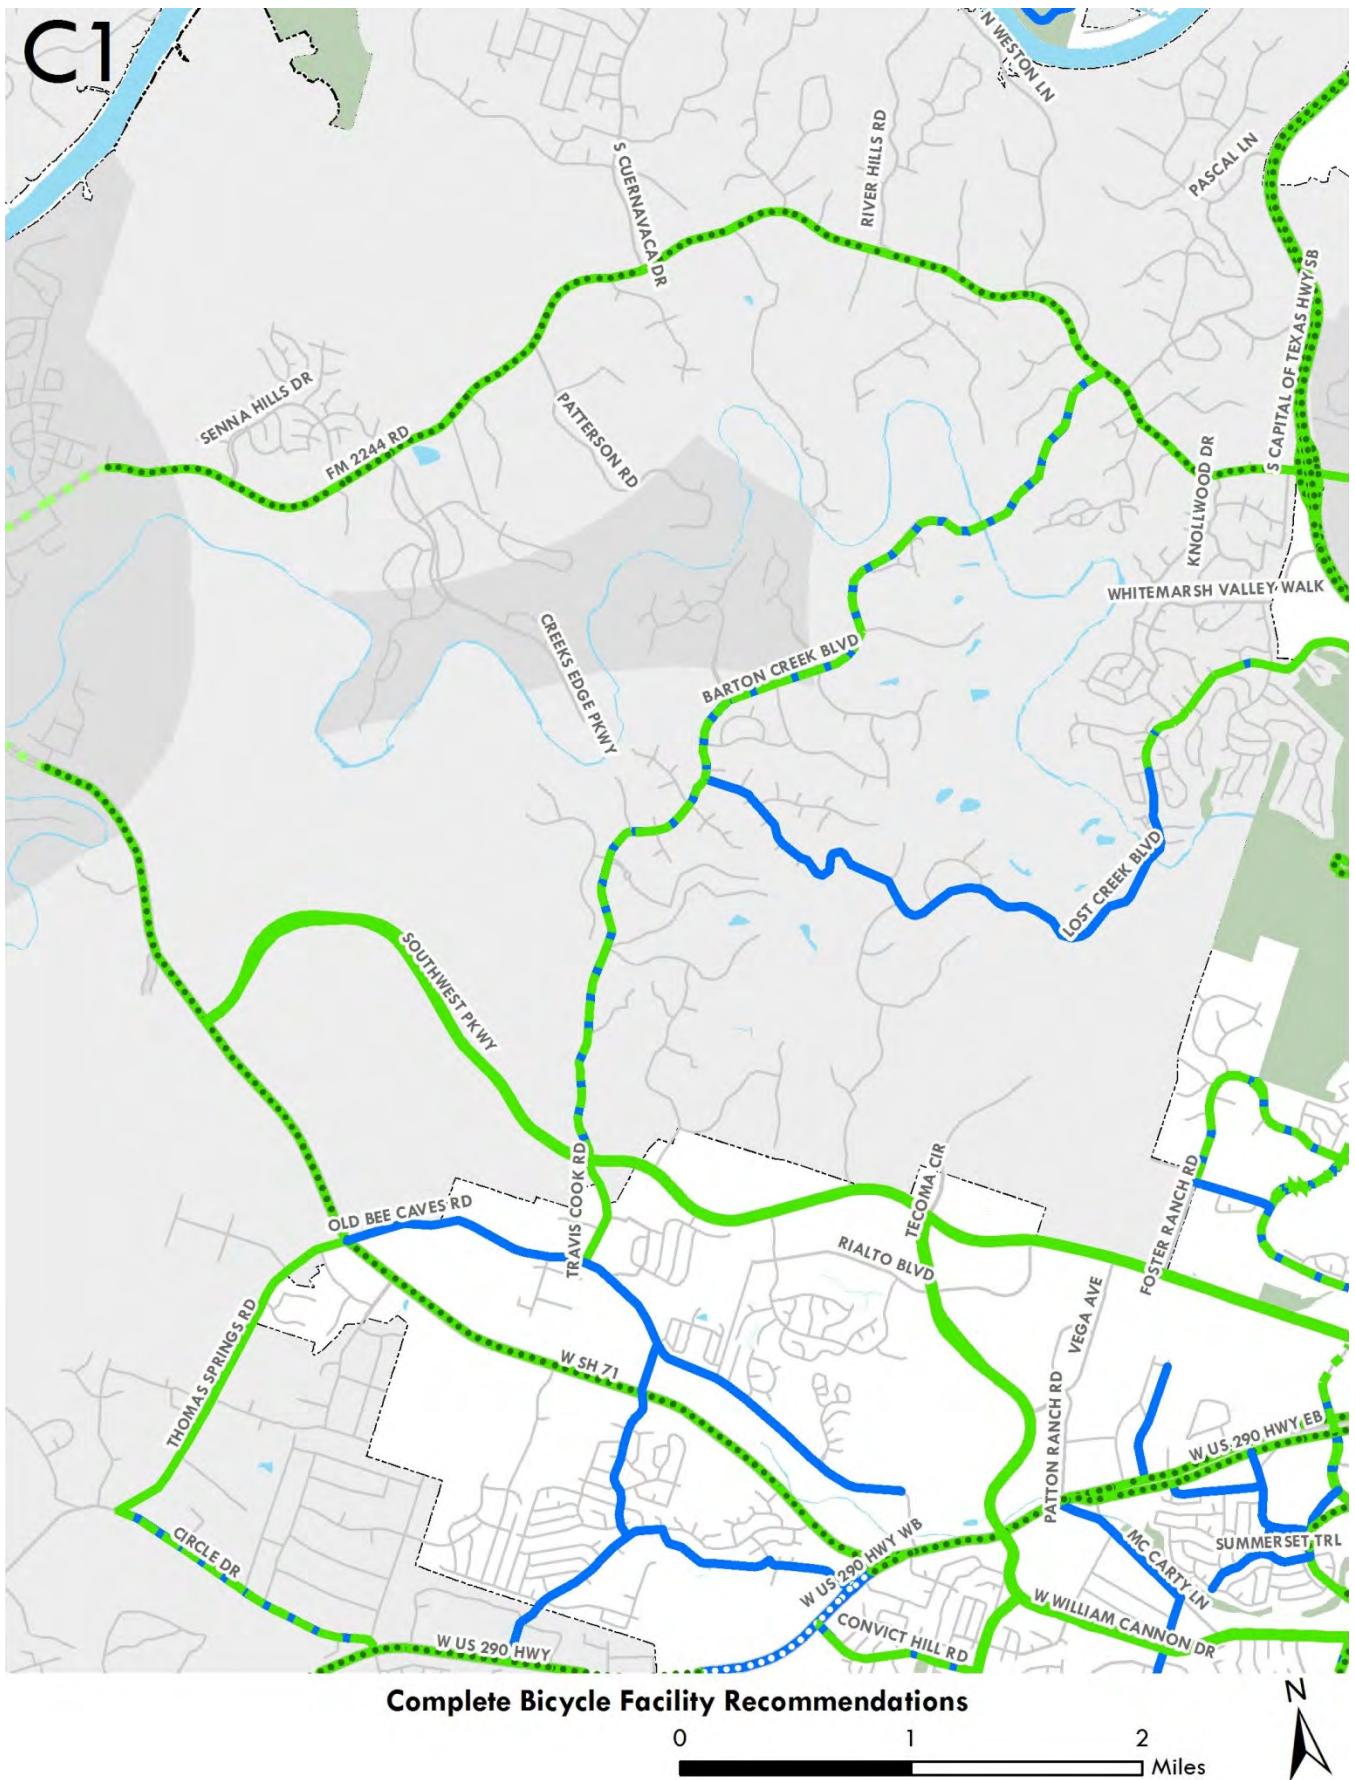 C1
N WESTON LN
PASCAL LN
RIVER HILLS RD
S CUERNAVACA DR
S CAPITAL OF TEXAS HWY SB
SENNA HILLS DR
FM 2244 RD
PATTERSON RD
KNOLLWOOD DR
WHITEMARSH VALLEY WALK
CREEKS EDGE PKWY
BARTON CREEK BLVD
LOST CREEK BLVD
SOUTHWEST PKWY
TRAVIS COOK RD
TECOMA CIR
FOSTER RANCH RD
OLD BEE CAVES RD
RIALTO BLVD
VEGA AVE
THOMAS SPRINGS RD
W SH 71
PATTON RANCH RD
W US 290 HWY EB
CIRCLE DR
W US 290 HWY WB
MC CARTY LN
SUMMERSET TRL
W WILLIAM CANNON DR
CONVICT HILL RD
W US 290 HWY
Complete Bicycle Facility Recommendations
N
0 1 2
Miles